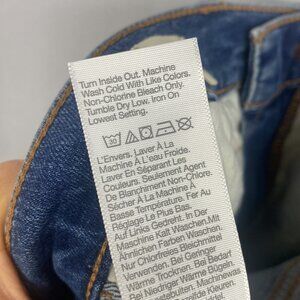 Turn Inside Out. Machine
Wash Cold With Like Colors.
Non-Chlorine Bleach Only.
Tumble Dry Low. Iron On
Lowest Setting.
30
L'Envers. Laver À La
Machine À L'eau Froide.
Laver Séparement Les
Couleurs. Seulement Agent
De Blanchiment Non-Chlore.
Sécher À La Machine À
Basse Température. Fer Au
Réglage Le Plus Bas.
Auf Links Gedreht. In Der
Maschine Kalt Waschen.Mit
Ähnlichen Farben Waschen.
Nur Chlorfreies Bleichmittel
Verwenden. Bei Geringer
Wärme Trocknen. Bei Bedarf
Bei Niedriger Wärme Bügeln.